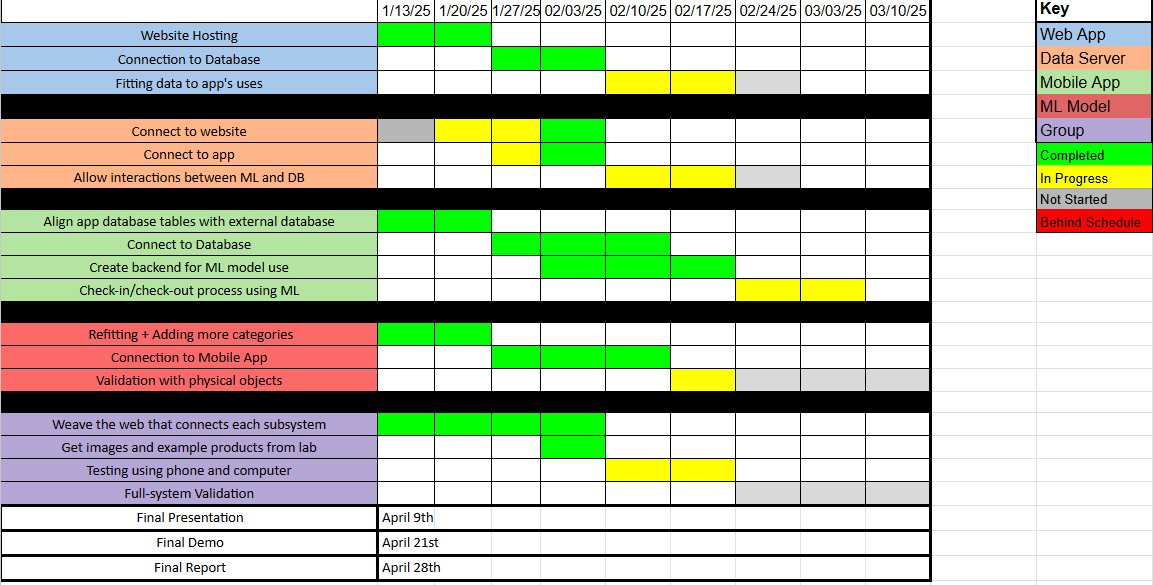 1/13/25 1/20/25 1/27/25 02/03/25 02/10/25 02/17/25 02/24/25 03/03/25 03/10/25
Website Hosting
Connection to Database
Fitting data to app's uses
Connect to website
Connect to app
Allow interactions between ML and DB
Align app database tables with external database
Connect to Database
Create backend for ML model use
Check-in/check-out process using ML
Refitting + Adding more categories
Connection to Mobile App
Validation with physical objects
Weave the web that connects each subsystem
Get images and example products from lab
Testing using phone and computer
Full-system Validation
Final Presentation April 9th
Final Demo April 21st
Final Report April 28th
Key
Web App
Data Server
Mobile App
ML Model
Group
Completed
In Progress
Not Started
Behind Schedule